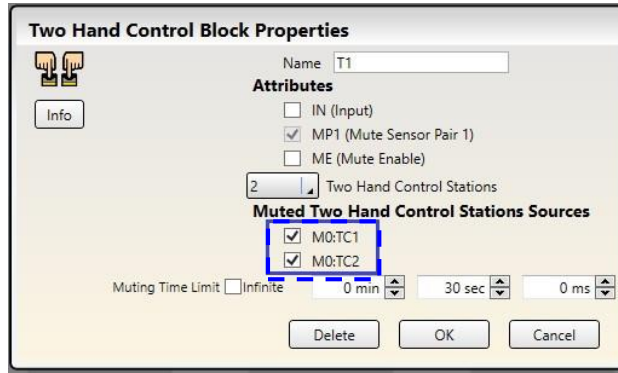 Two Hand Control Block Properties
Name T1
Attributes
Info
IN (Input)
MP1 (Mute Sensor Pair 1)
ME (Mute Enable)
2 Two Hand Control Stations
Muted Two Hand Control Stations Sources
M0:TC1
M0:TC2
Muting Time Limit Infinite 0 min 30 sec 0 ms
Delete OK Cancel